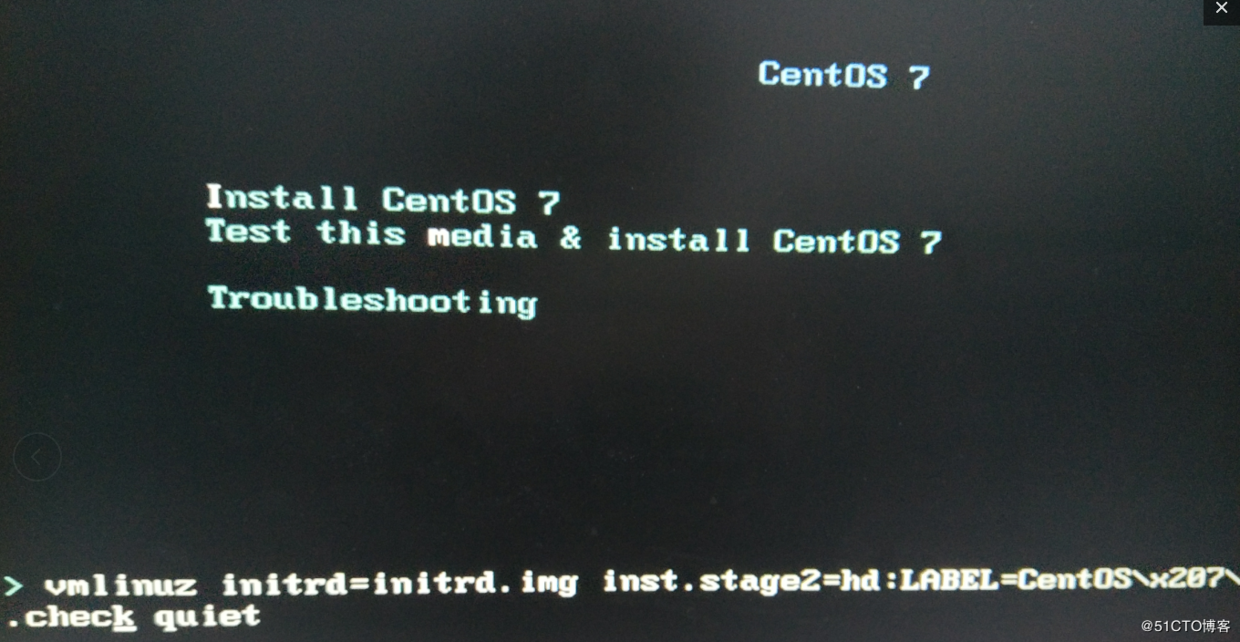 CentOS 7
Install CentOS 7
Test this media & install CentOS 7
Troubleshooting
> vmlinuz initrd=initrd.img inst.stage2=hd:LABEL=CentOS\x207\
.check quiet
@51CTO博客